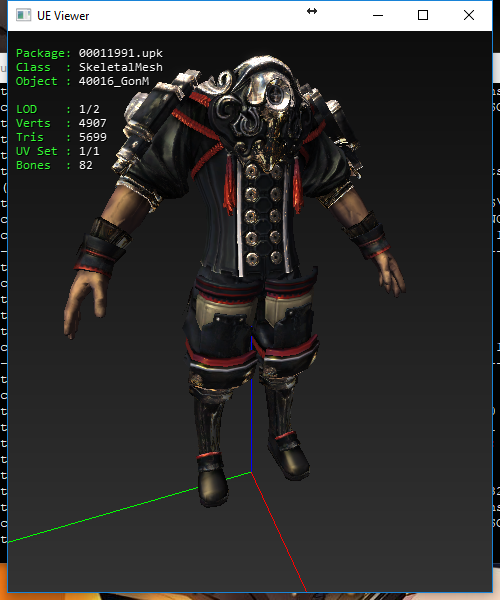 UE Viewer
Package: 00011991.upk
Class : SkeletalMesh
Object : 40016_GonM
LOD : 1/2
Verts : 4907
Tris : 5699
UV Set : 1/1
Bones : 82